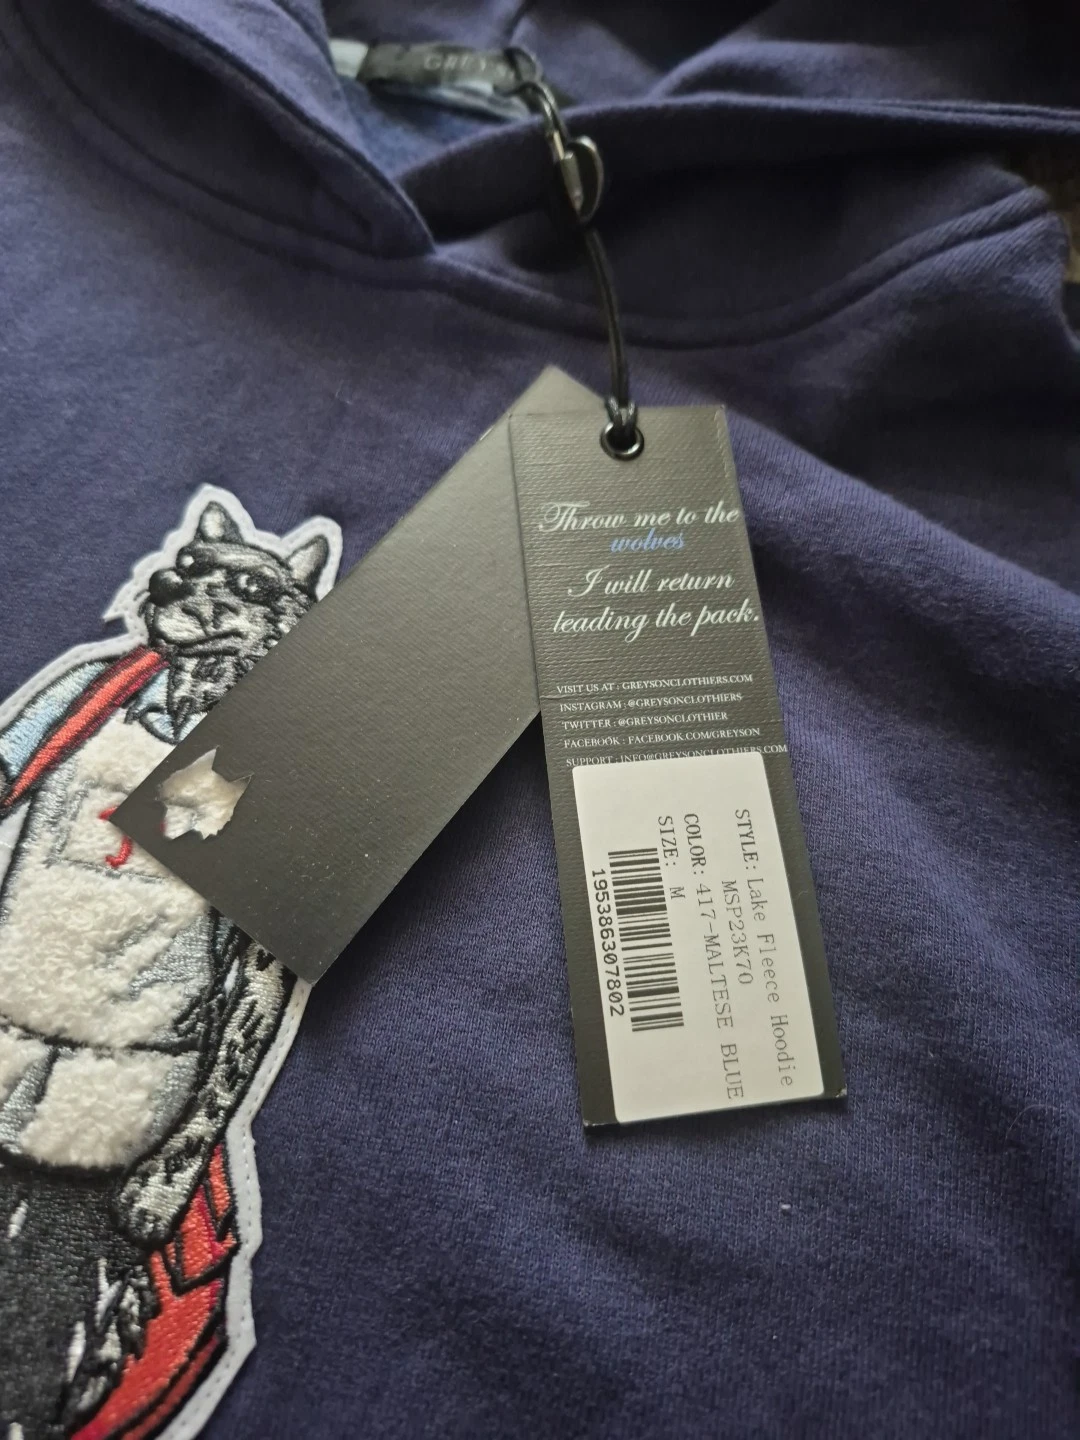 GREYSON
Throw me to the
wolves
I will return
leading the pack.
VISIT US AT : GREYSONCLOTHIERS.COM
INSTAGRAM : @GREYSONCLOTHIERS
TWITTER : @GREYSONCLOTHIER
FACEBOOK : FACEBOOK.COM/GREYSON
SUPPORT : INFO@GREYSONCLOTHIERS.COM
STYLE: Lake Fleece Hoodie
MSP23K70
COLOR: 417-MALTESE BLUE
SIZE: M
195386307802